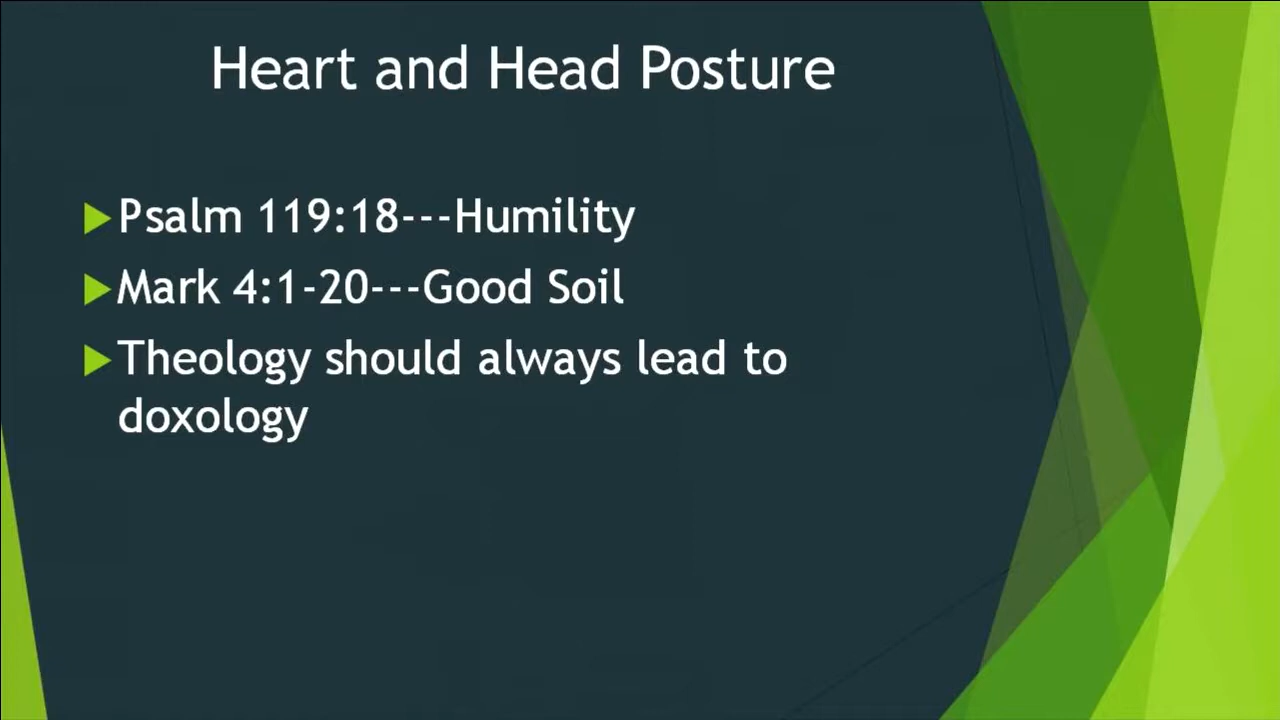 Heart and Head Posture
Psalm 119:18---Humility
Mark 4:1-20---Good Soil
Theology should always lead to
doxology